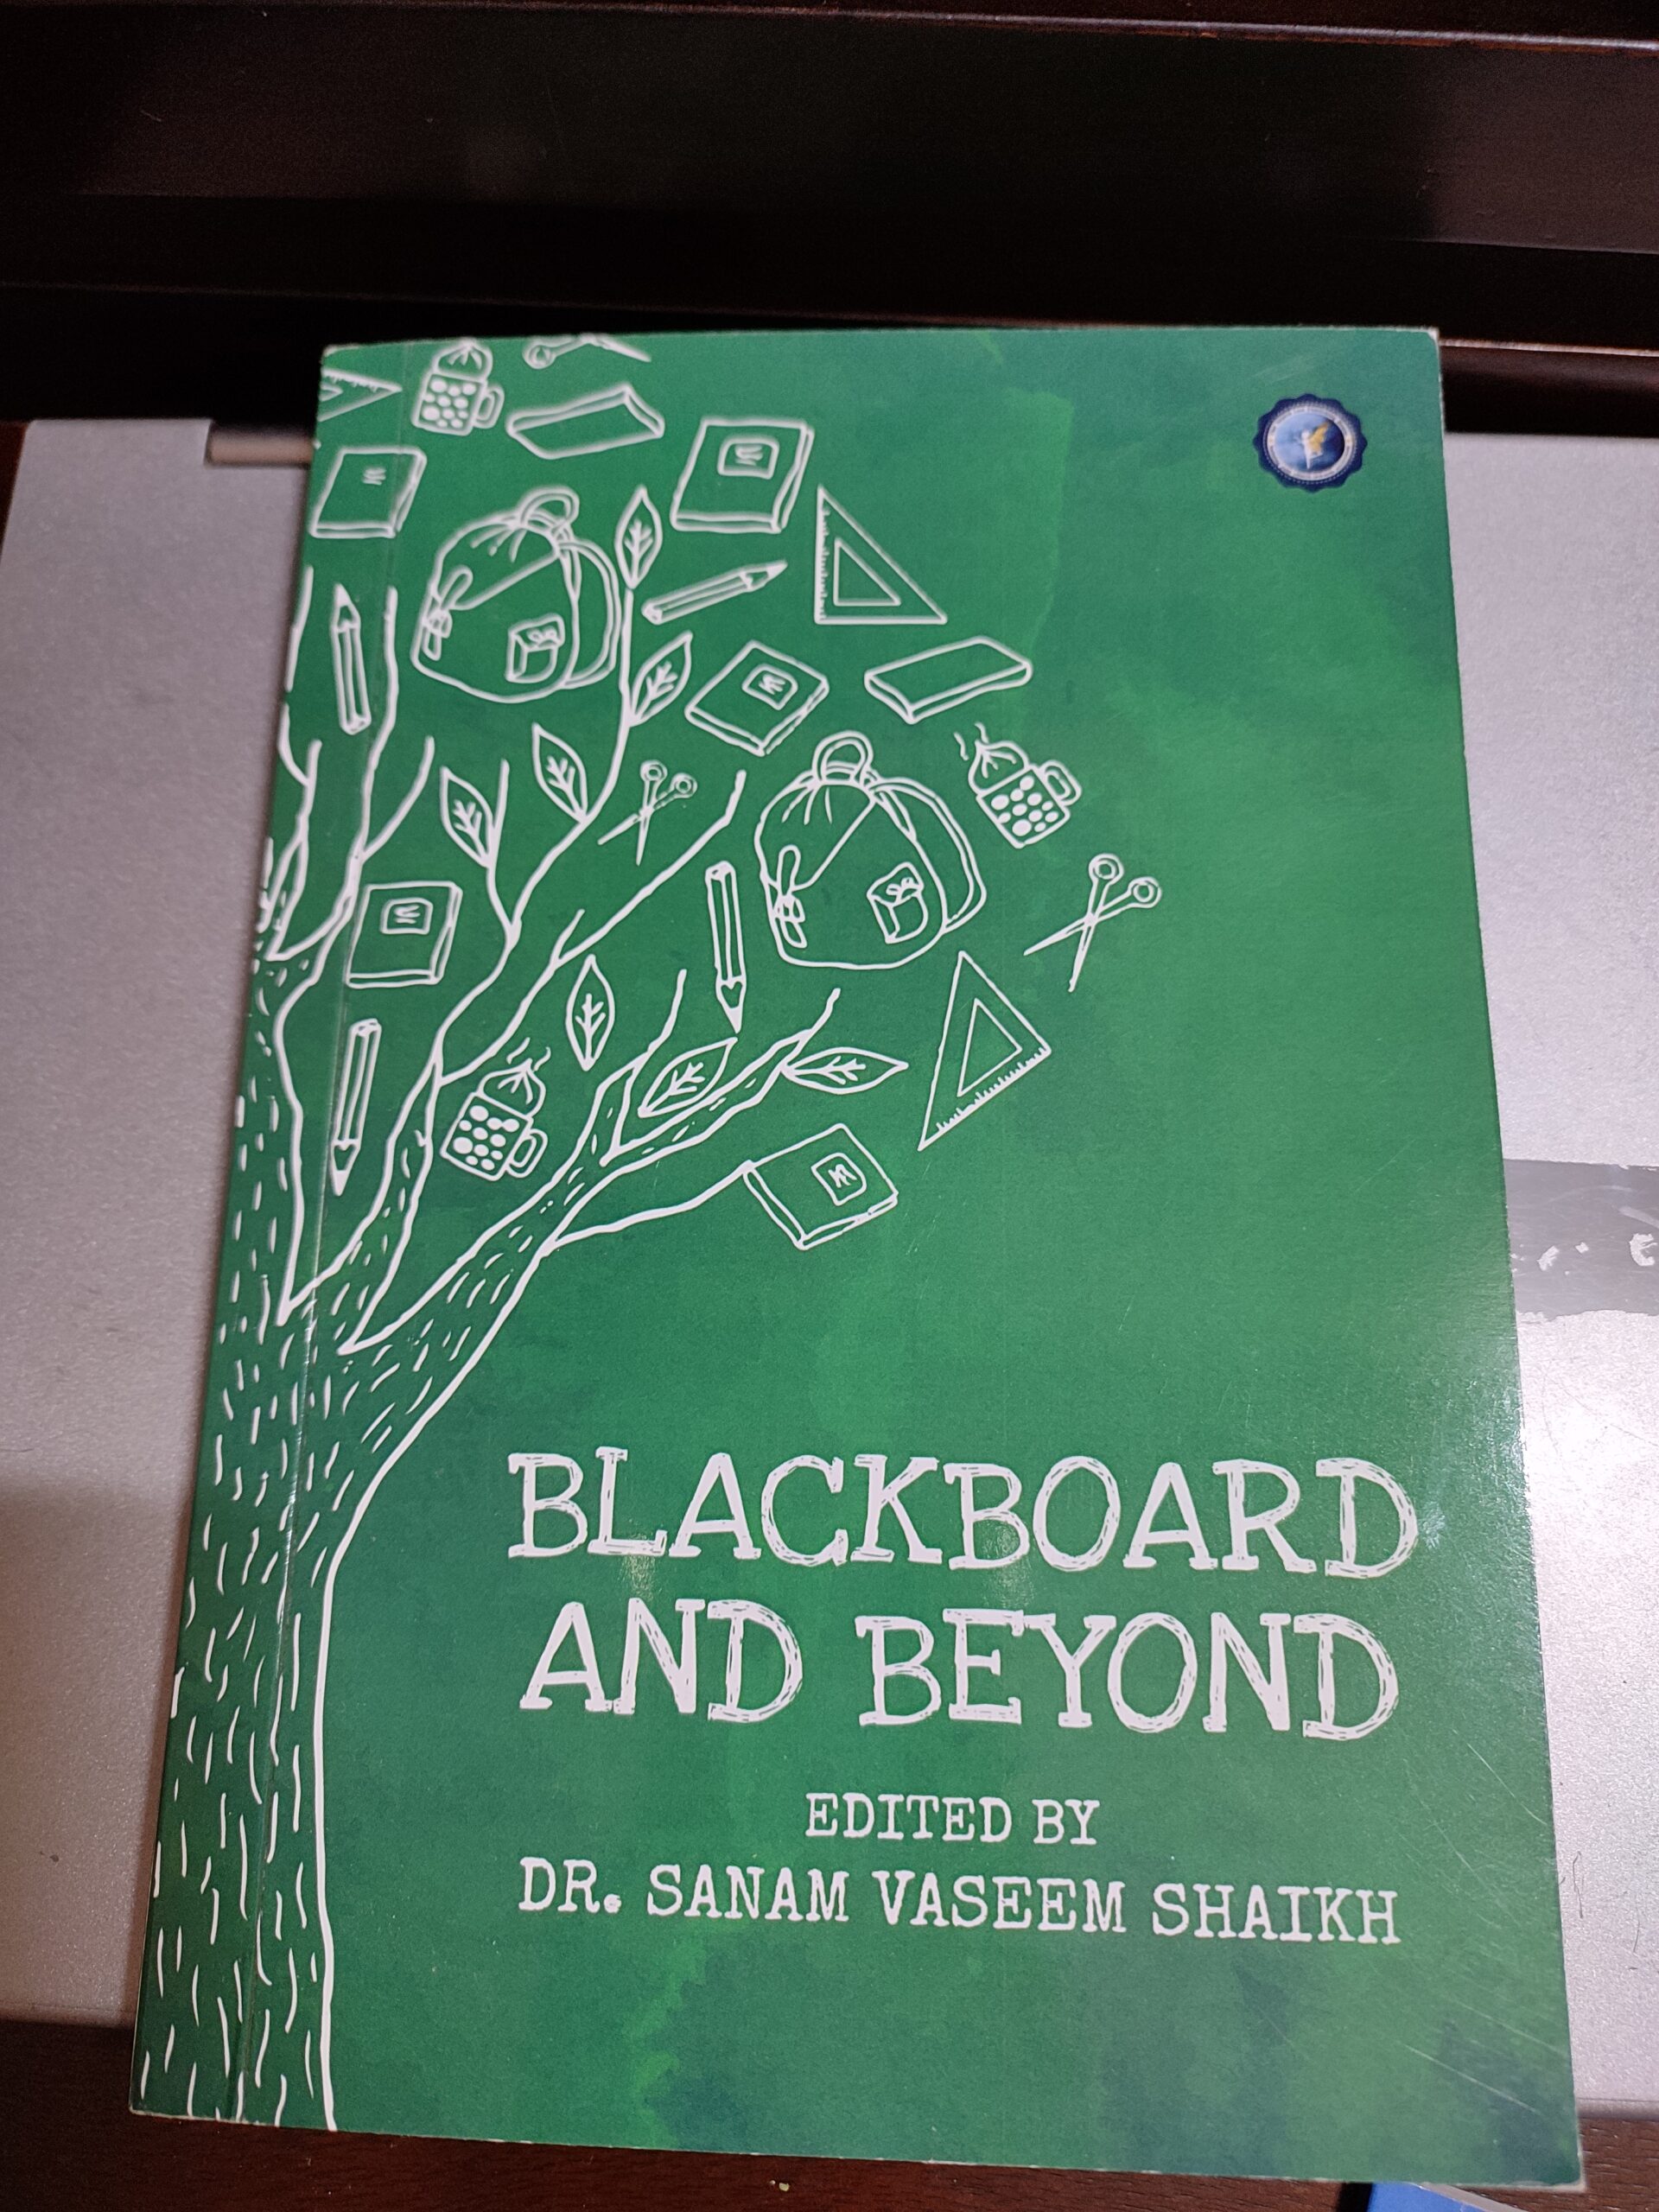 BLACKBOARD
AND BEYOND
EDITED BY
DR. SANAM VASEEM SHAIKH